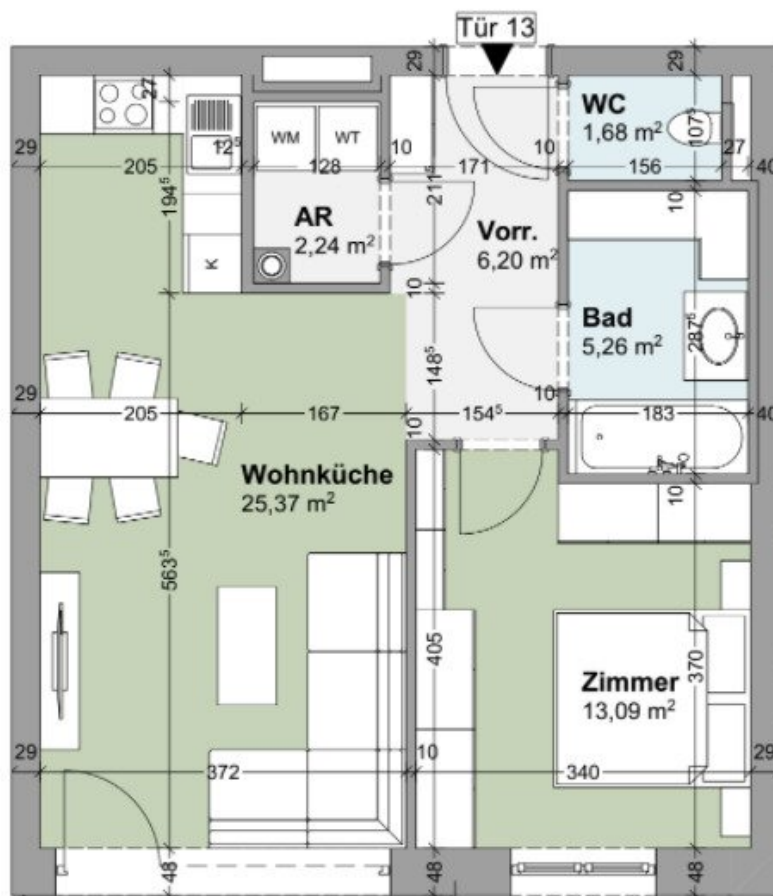 Tür 13
29
29
27
WC
1,68 m²
107⁵
WM
WT
10
10
29
205
12⁵
128
171
156
27
40
194⁵
211⁵
10
AR
2,24 m²
Vorr.
6,20 m²
K
10
Bad
5,26 m²
287⁵
148⁵
29
205
167
154⁵
10
183
40
10
Wohnküche
25,37 m²
10
563⁵
405
370
Zimmer
13,09 m²
29
372
10
340
29
48
48
48